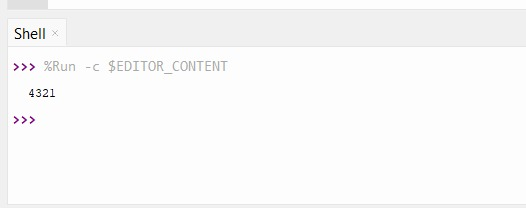 Shell ×
>>> %Run -c $EDITOR_CONTENT
4321
>>>